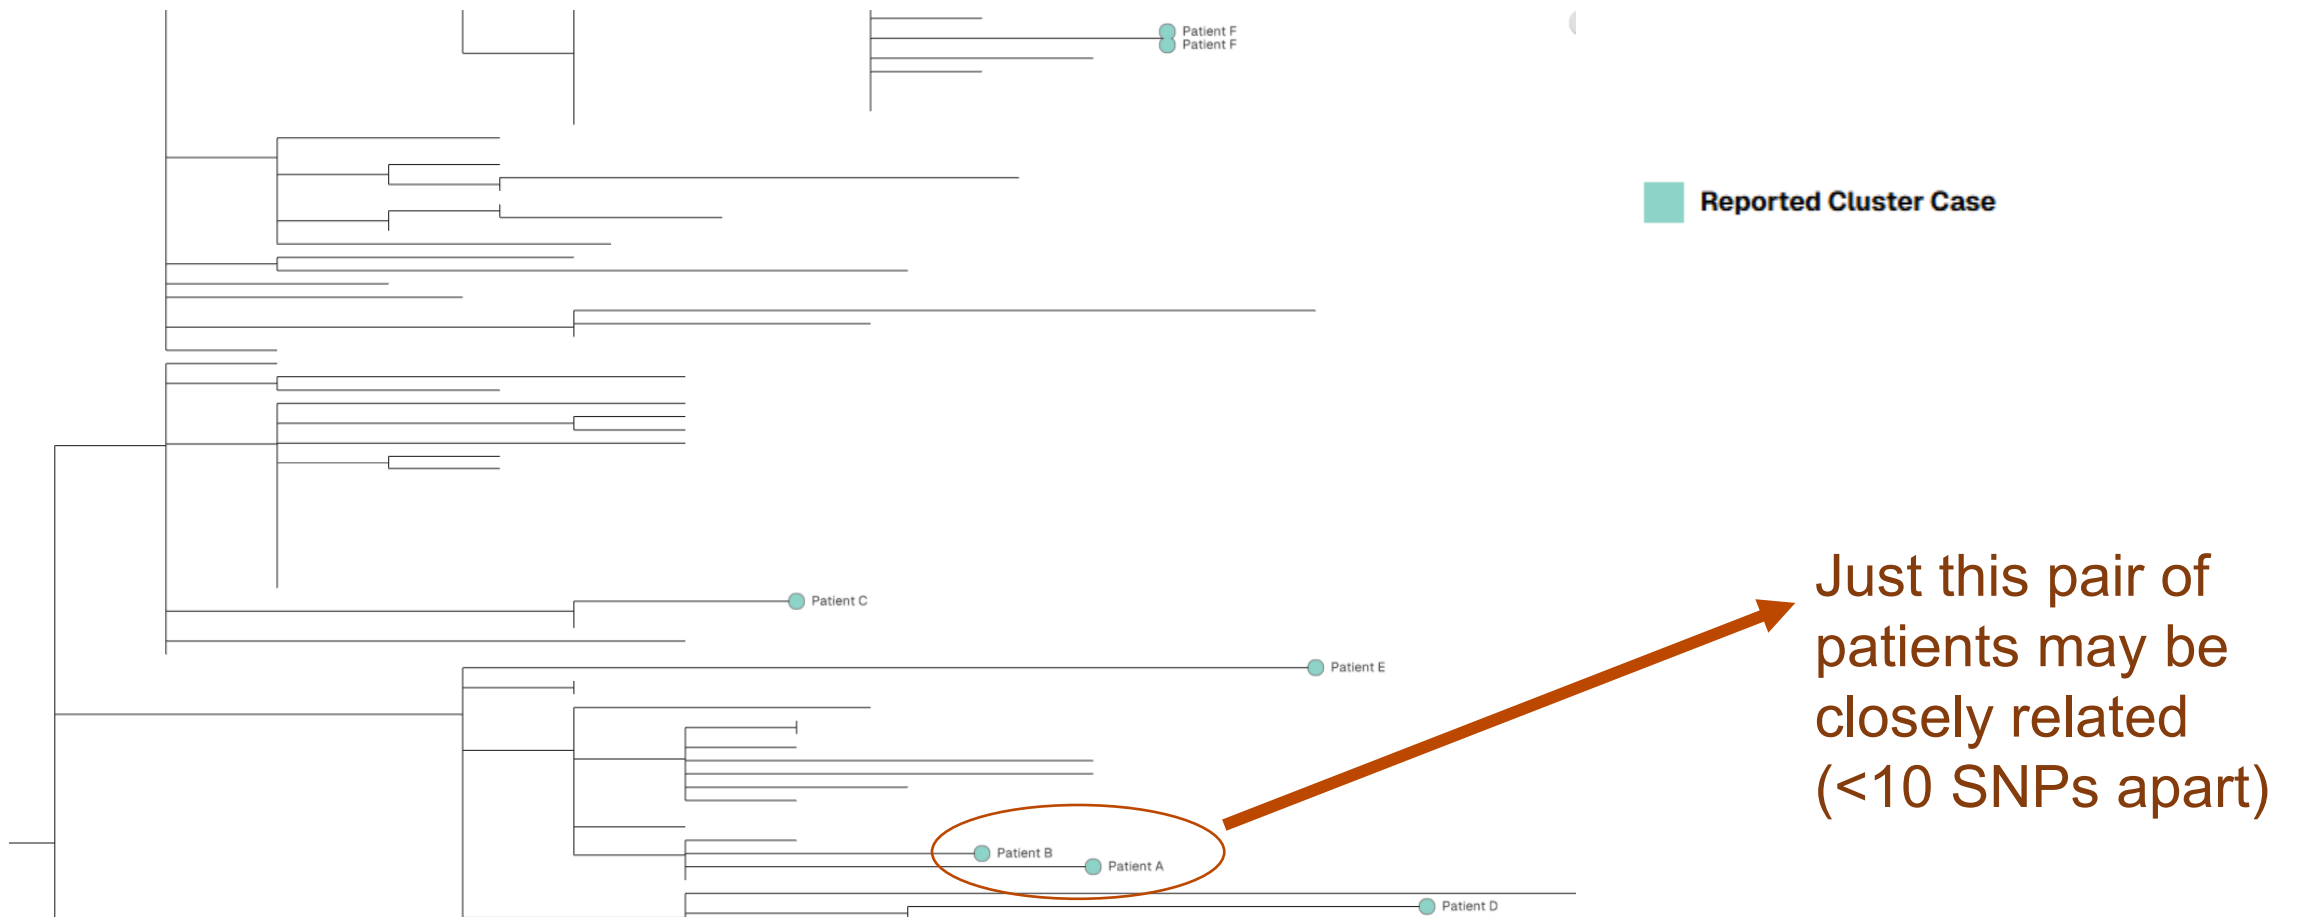 Patient F
Patient F
Reported Cluster Case
Patient C
Patient E
Just this pair of
patients may be
closely related
(<10 SNPs apart)
Patient B
Patient A
Patient D